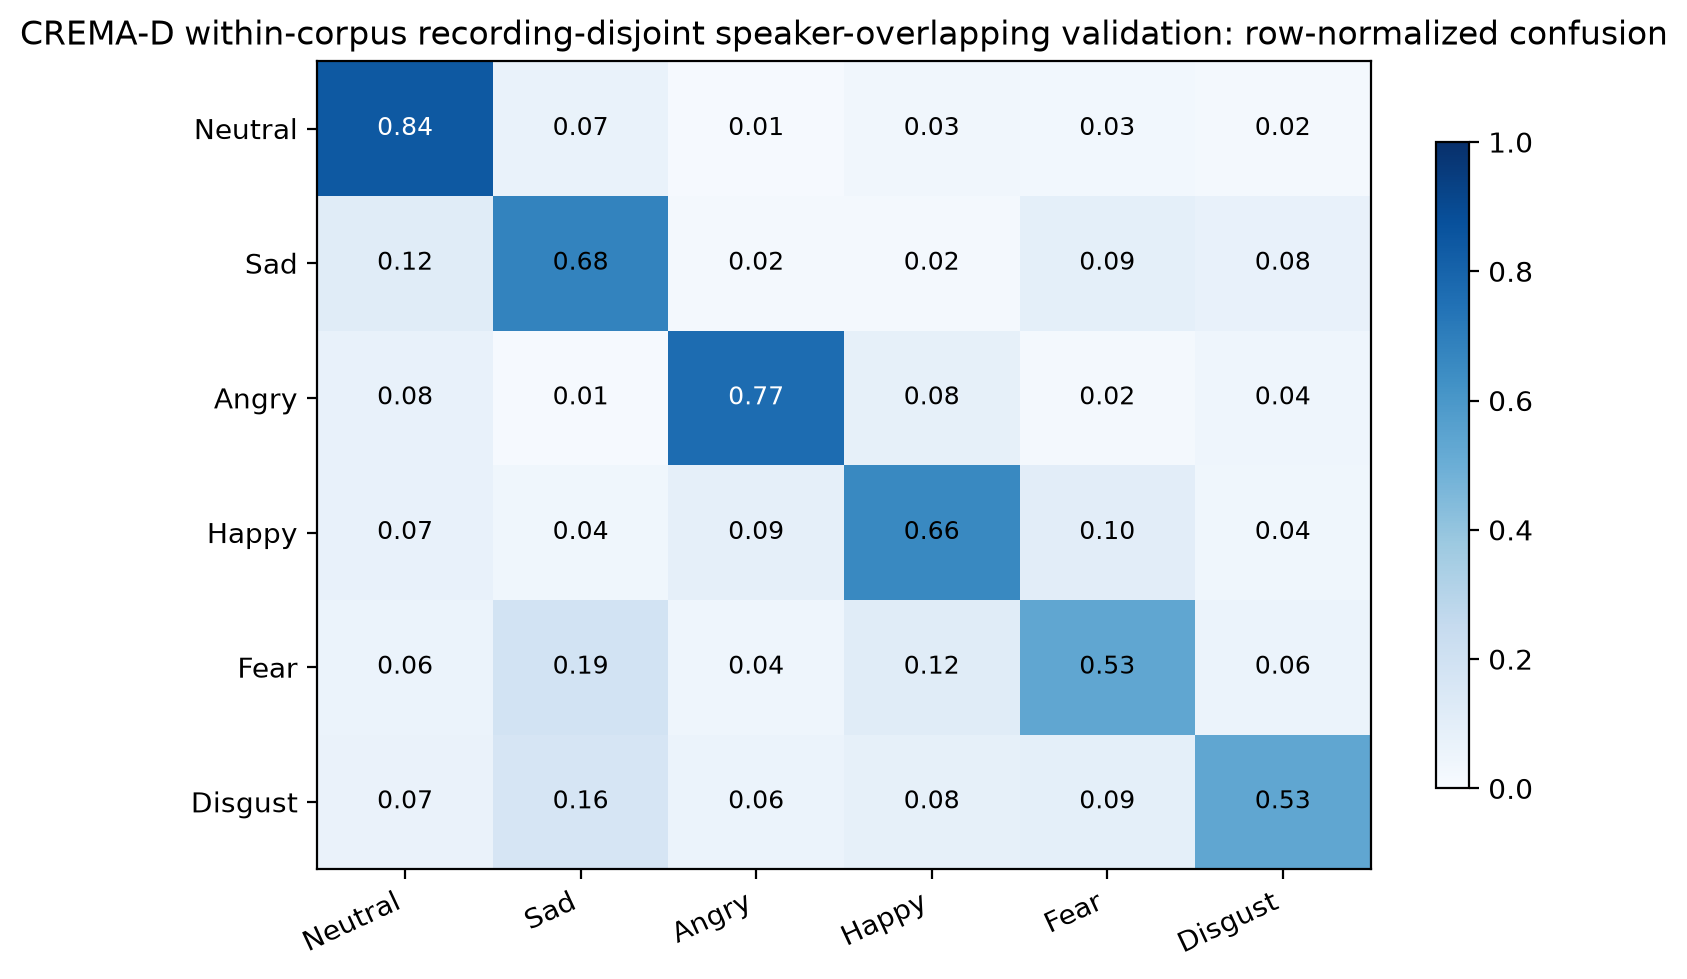 CREMA-D within-corpus recording-disjoint speaker-overlapping validation: row-normalized confusion
Neutral 0.84 0.07 0.01 0.03 0.03 0.02
Sad 0.12 0.68 0.02 0.02 0.09 0.08
Angry 0.08 0.01 0.77 0.08 0.02 0.04
Happy 0.07 0.04 0.09 0.66 0.10 0.04
Fear 0.06 0.19 0.04 0.12 0.53 0.06
Disgust 0.07 0.16 0.06 0.08 0.09 0.53
Neutral Sad Angry Happy Fear Disgust
1.0
0.8
0.6
0.4
0.2
0.0